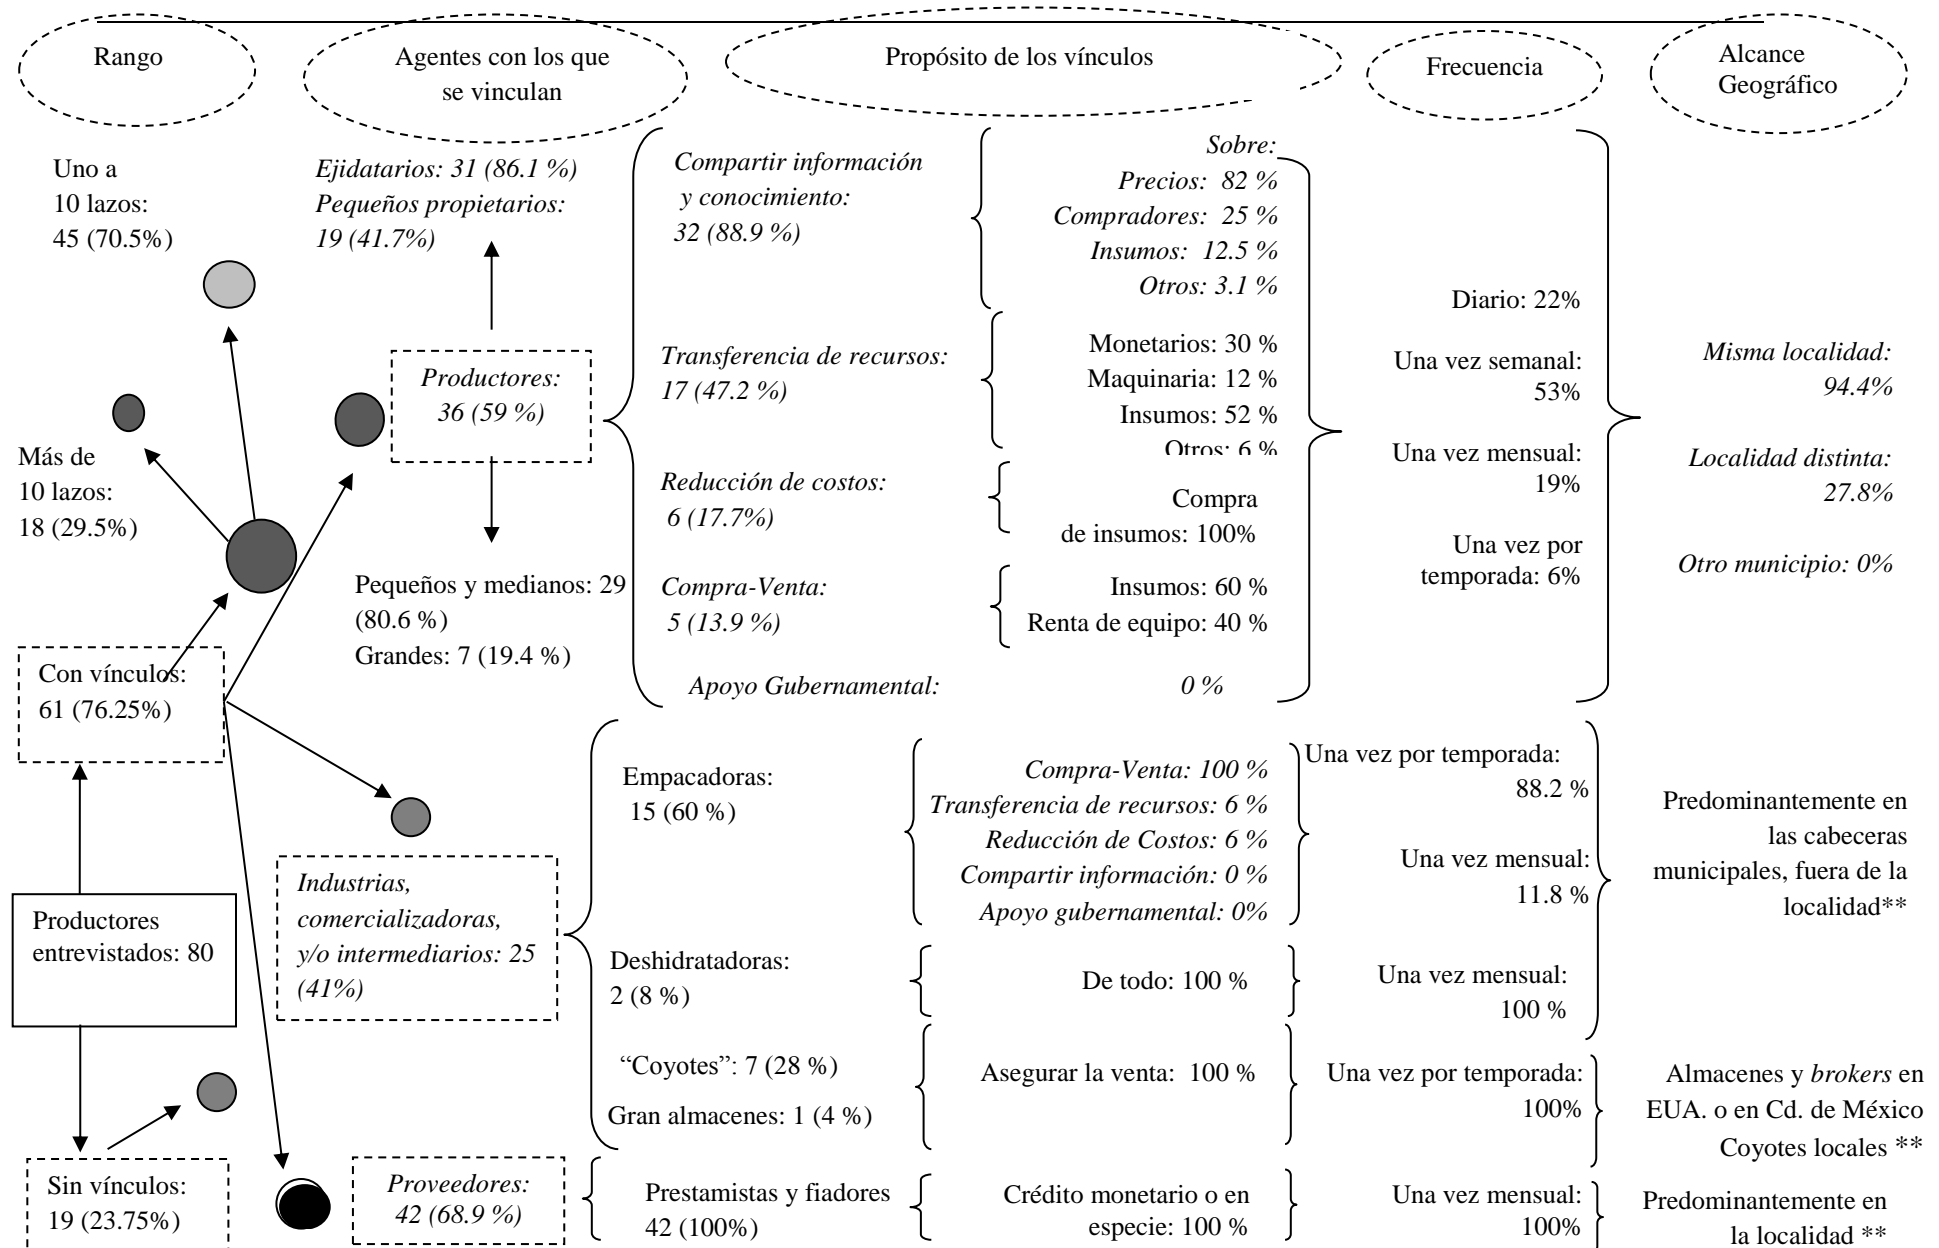 Rango
Agentes con los que
se vinculan
Propósito de los vínculos
Frecuencia
Alcance
Geográfico
Uno a
10 lazos:
45 (70.5%)
Más de
10 lazos:
18 (29.5%)
Con vínculos:
61 (76.25%)
Productores
entrevistados: 80
Sin vínculos:
19 (23.75%)
Ejidatarios: 31 (86.1 %)
Pequeños propietarios:
19 (41.7%)
Productores:
36 (59 %)
Pequeños y medianos: 29
(80.6 %)
Grandes: 7 (19.4 %)
Compartir información
y conocimiento:
32 (88.9 %)
Sobre:
Precios: 82 %
Compradores: 25 %
Insumos: 12.5 %
Otros: 3.1 %
Transferencia de recursos:
17 (47.2 %)
Monetarios: 30 %
Maquinaria: 12 %
Insumos: 52 %
Otros: 6 %
Reducción de costos:
6 (17.7%)
Compra
de insumos: 100%
Compra-Venta:
5 (13.9 %)
Insumos: 60 %
Renta de equipo: 40 %
Apoyo Gubernamental:
0 %
Diario: 22%
Una vez semanal:
53%
Una vez mensual:
19%
Una vez por
temporada: 6%
Misma localidad:
94.4%
Localidad distinta:
27.8%
Otro municipio: 0%
Industrias,
comercializadoras,
y/o intermediarios: 25
(41%)
Empacadoras:
15 (60 %)
Compra-Venta: 100 %
Transferencia de recursos: 6 %
Reducción de Costos: 6 %
Compartir información: 0 %
Apoyo gubernamental: 0%
Una vez por temporada:
88.2 %
Una vez mensual:
11.8 %
Predominantemente en
las cabeceras
municipales, fuera de la
localidad**
Deshidratadoras:
2 (8 %)
De todo: 100 %
Una vez mensual:
100 %
“Coyotes”: 7 (28 %)
Gran almacenes: 1 (4 %)
Asegurar la venta: 100 %
Una vez por temporada:
100%
Almacenes y brokers en
EUA. o en Cd. de México
Coyotes locales **
Proveedores:
42 (68.9 %)
Prestamistas y fiadores
42 (100%)
Crédito monetario o en
especie: 100 %
Una vez mensual:
100%
Predominantemente en
la localidad **